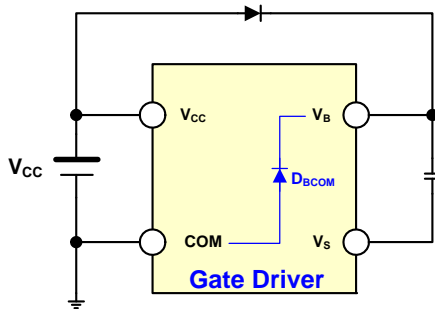 V_CC
V_CC
V_B
D_BCOM
COM
V_S
Gate Driver